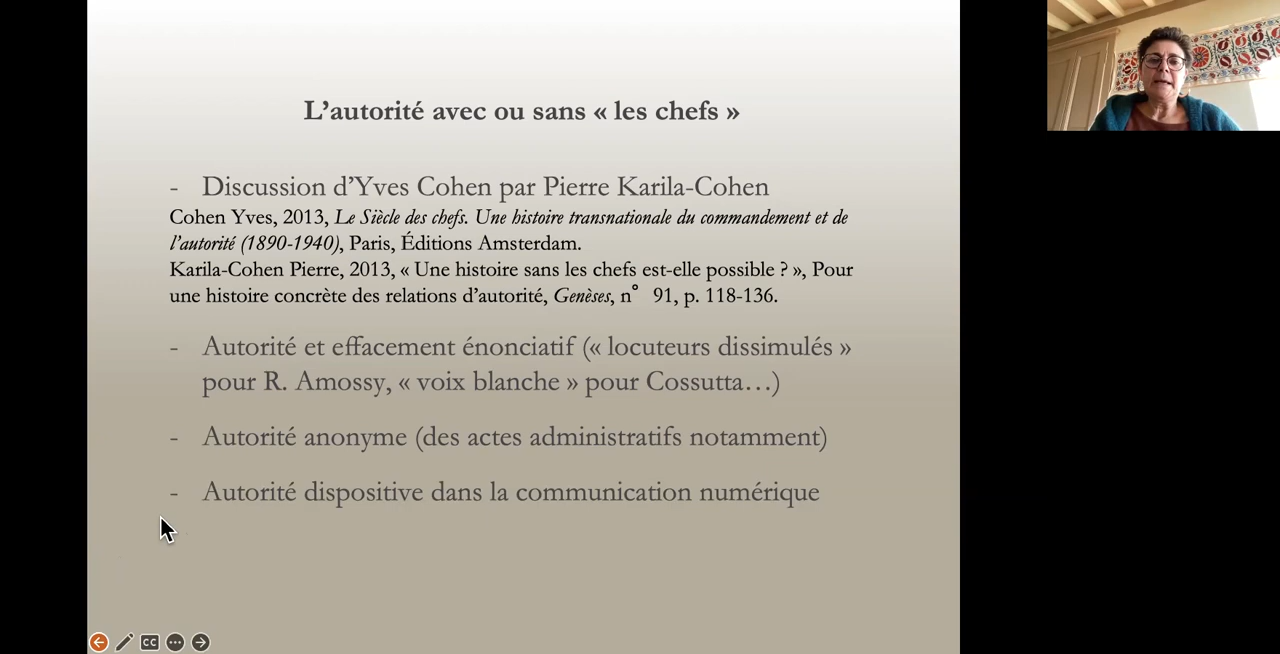 L’autorité avec ou sans « les chefs »
- Discussion d’Yves Cohen par Pierre Karila-Cohen
Cohen Yves, 2013, Le Siècle des chefs. Une histoire transnationale du commandement et de
l’autorité (1890-1940), Paris, Éditions Amsterdam.
Karila-Cohen Pierre, 2013, « Une histoire sans les chefs est-elle possible ? », Pour
une histoire concrète des relations d’autorité, Genèses, n° 91, p. 118-136.
- Autorité et effacement énonciatif (« locuteurs dissimulés »
pour R. Amossy, « voix blanche » pour Cossutta…)
- Autorité anonyme (des actes administratifs notamment)
- Autorité dispositive dans la communication numérique
CC